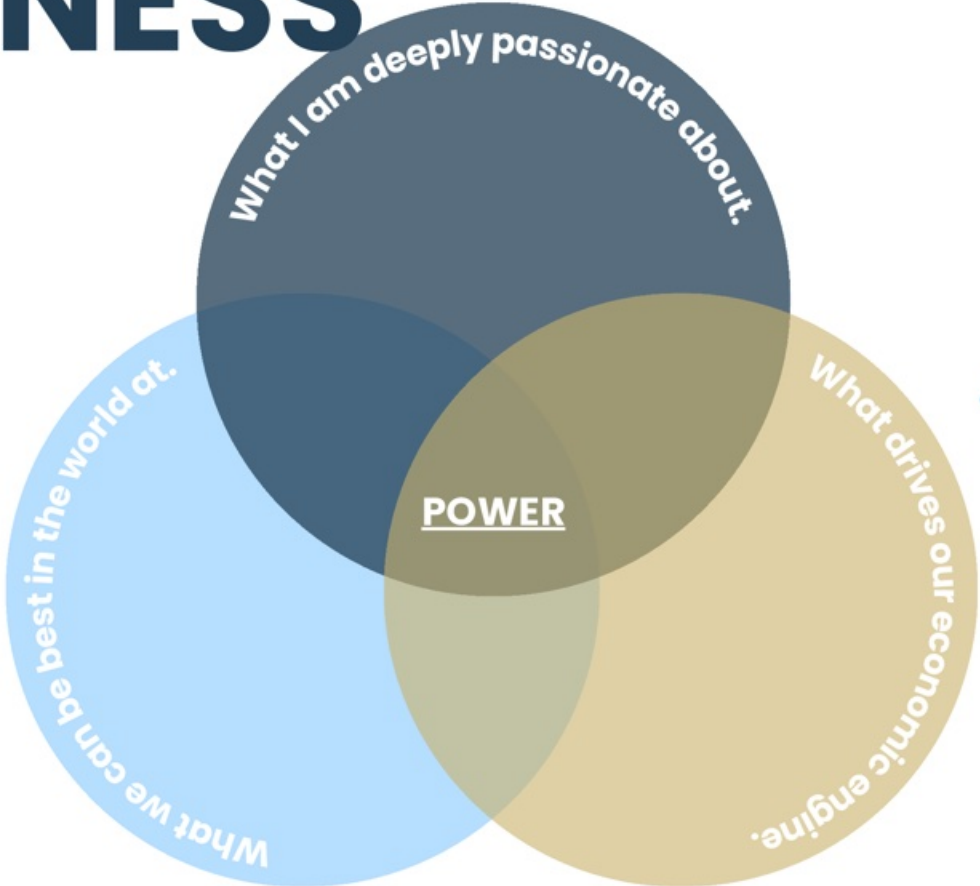 NESS
What I am deeply passionate about.
What we can be best in the world at.
What drives our economic engine.
POWER